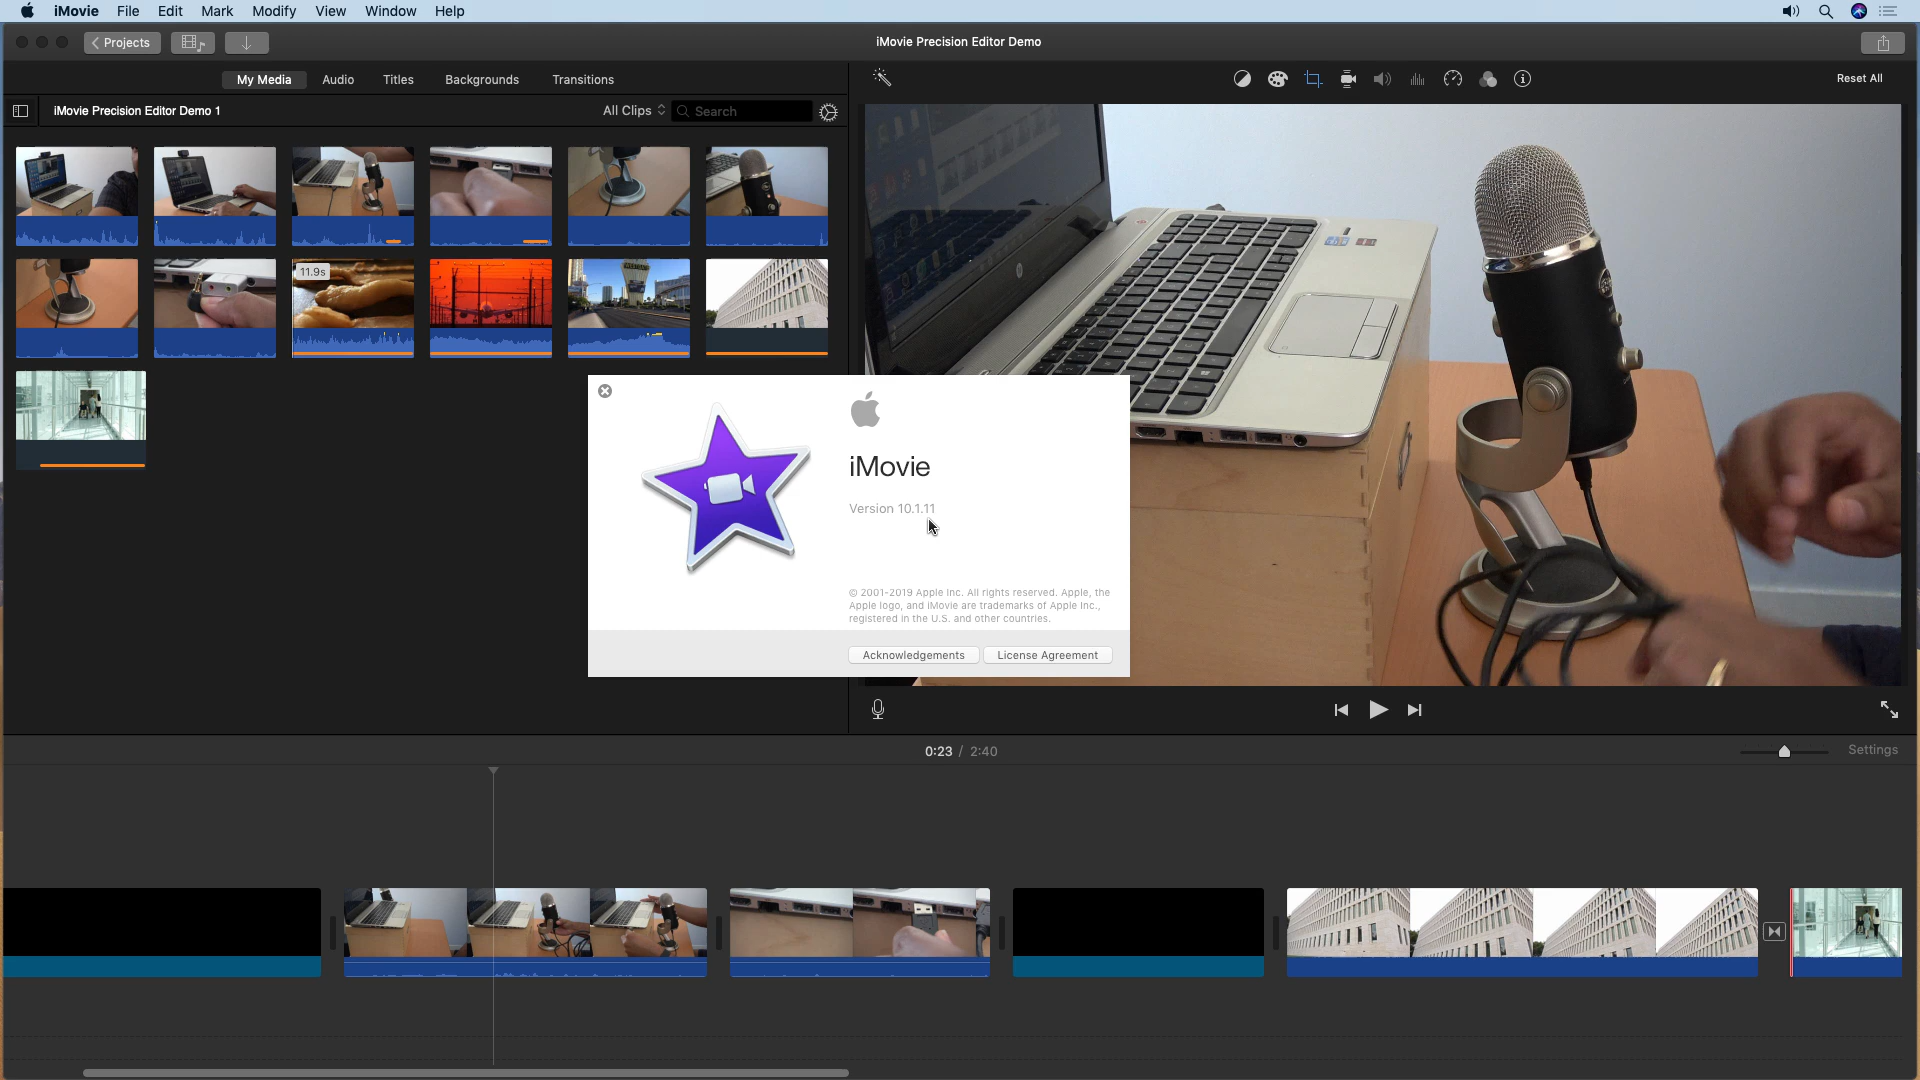 iMovie File Edit Mark Modify View Window Help
Projects
iMovie Precision Editor Demo
My Media Audio Titles Backgrounds Transitions
Reset All
iMovie Precision Editor Demo 1
All Clips
Search
11.9s
iMovie
Version 10.1.11
© 2001-2019 Apple Inc. All rights reserved. Apple, the
Apple logo, and iMovie are trademarks of Apple Inc.,
registered in the U.S. and other countries.
Acknowledgements License Agreement
0:23 / 2:40
Settings